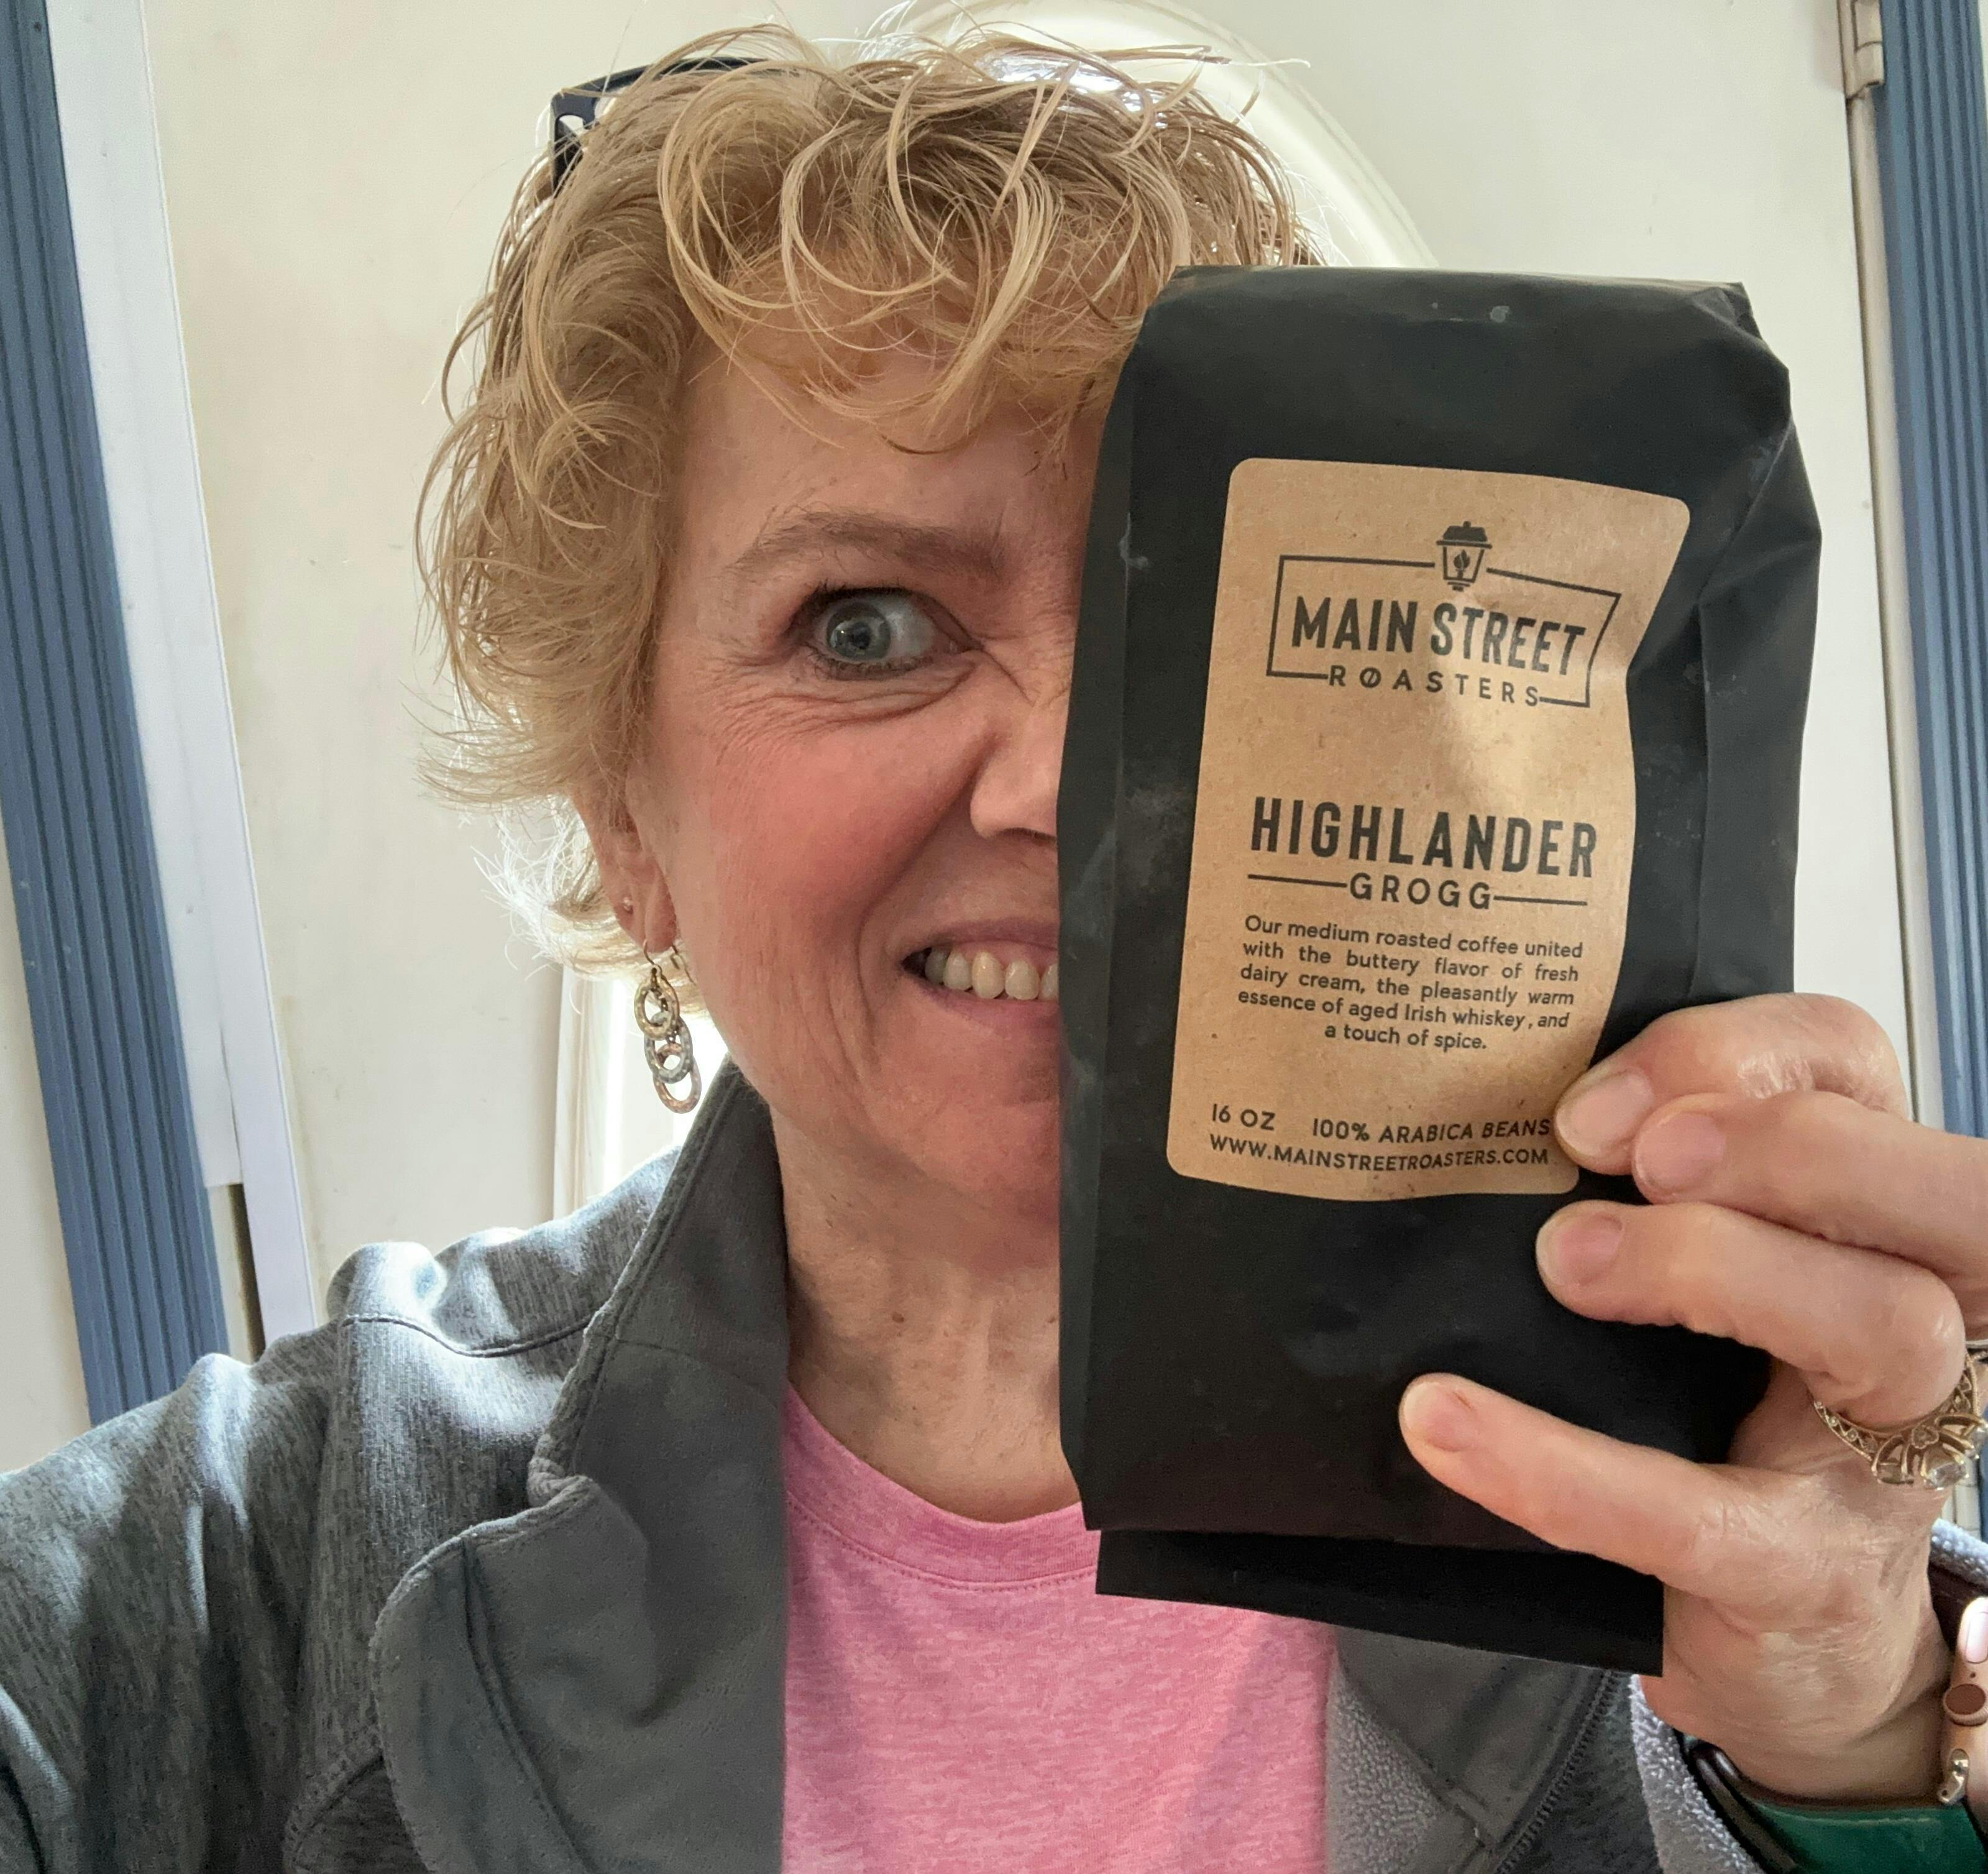 MAIN STREET
RØASTERS
HIGHLANDER
GROGG
Our medium roasted coffee united
with the buttery flavor of fresh
dairy cream, the pleasantly warm
essence of aged Irish whiskey, and
a touch of spice.
16 OZ 100% ARABICA BEANS
WWW.MAINSTREETROASTERS.COM